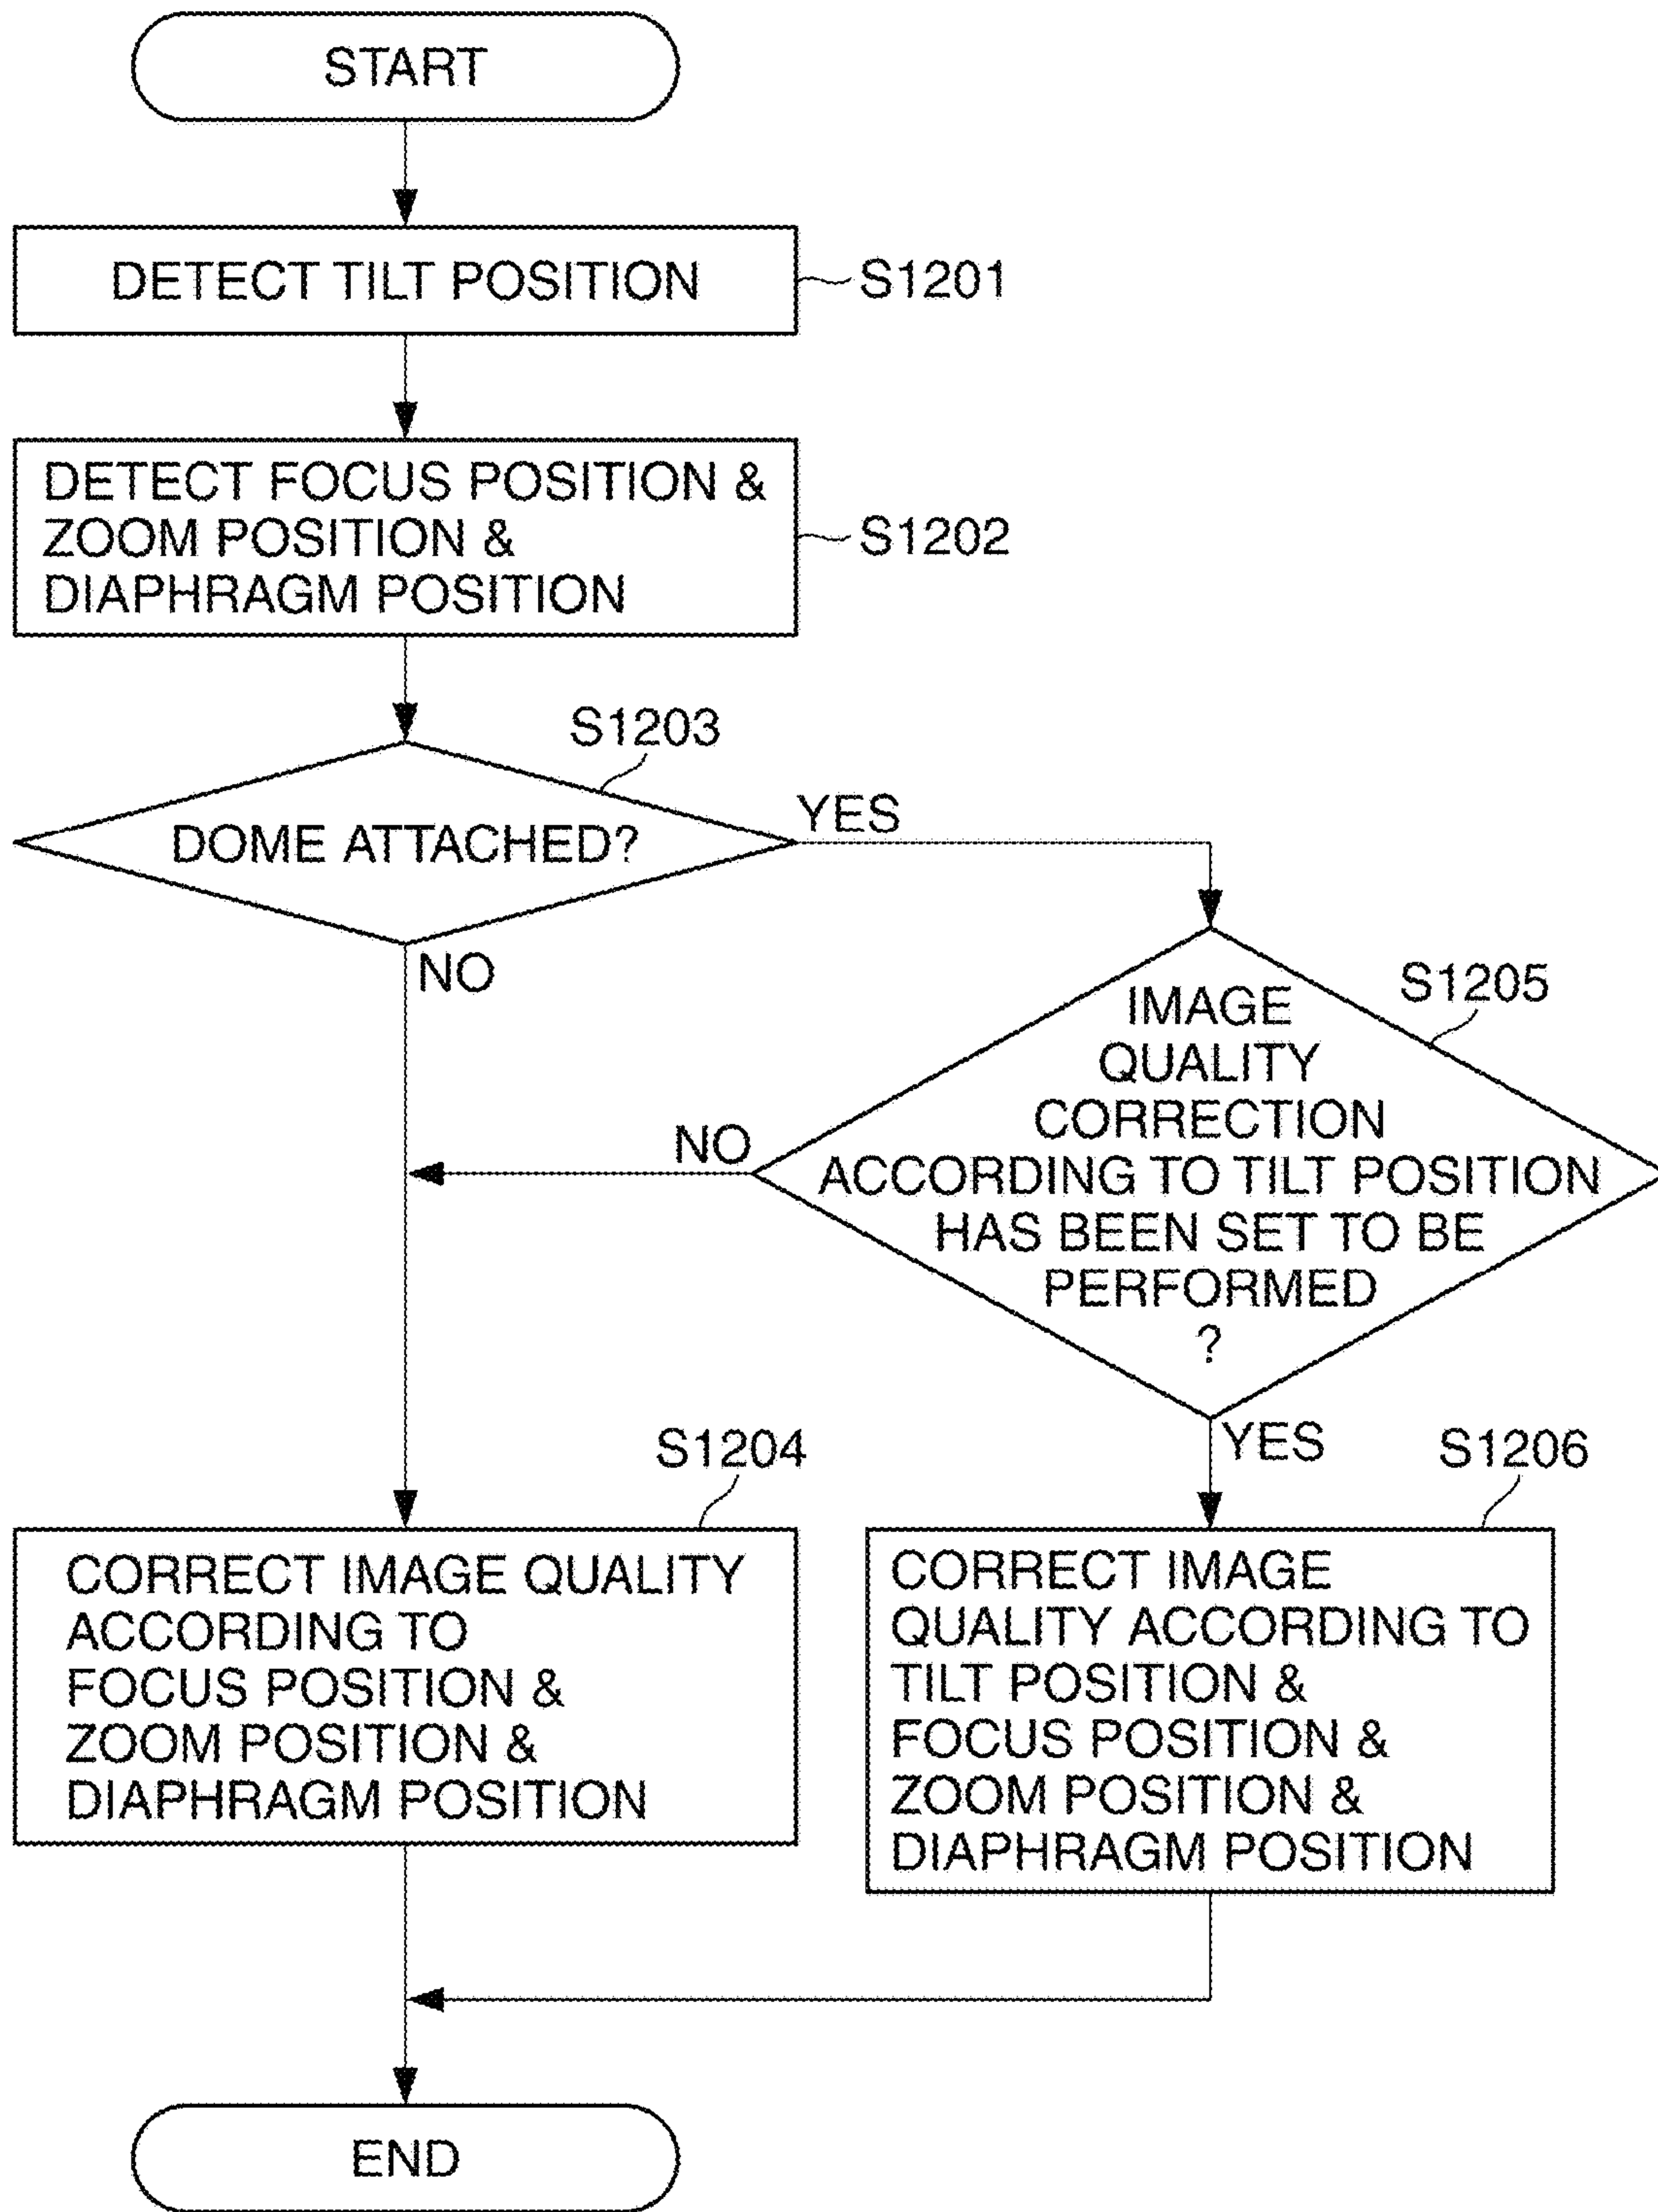 START
DETECT TILT POSITION
S1201
DETECT FOCUS POSITION &
ZOOM POSITION &
DIAPHRAGM POSITION
S1202
S1203
DOME ATTACHED?
YES
NO
S1205
IMAGE
QUALITY
CORRECTION
ACCORDING TO TILT POSITION
HAS BEEN SET TO BE
PERFORMED
?
NO
YES
S1204
CORRECT IMAGE QUALITY
ACCORDING TO
FOCUS POSITION &
ZOOM POSITION &
DIAPHRAGM POSITION
S1206
CORRECT IMAGE
QUALITY ACCORDING TO
TILT POSITION &
FOCUS POSITION &
ZOOM POSITION &
DIAPHRAGM POSITION
END